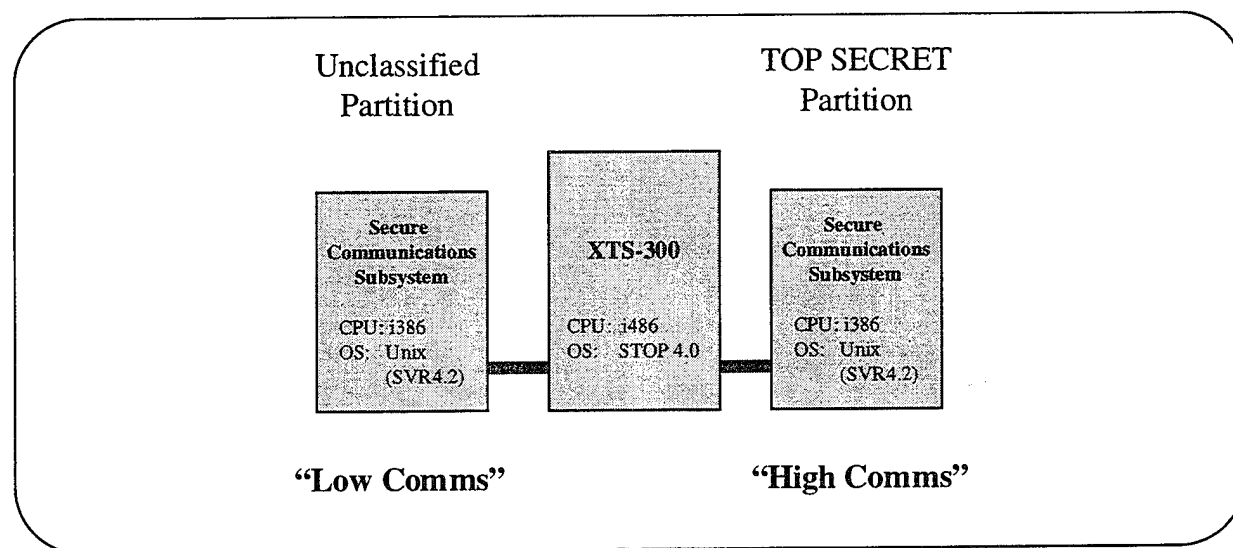 Unclassified
Partition
TOP SECRET
Partition
Secure
Communications
Subsystem
CPU: i386
OS: Unix
(SVR4.2)
XTS-300
CPU: i486
OS: STOP 4.0
Secure
Communications
Subsystem
CPU: i386
OS: Unix
(SVR4.2)
“Low Comms”
“High Comms”